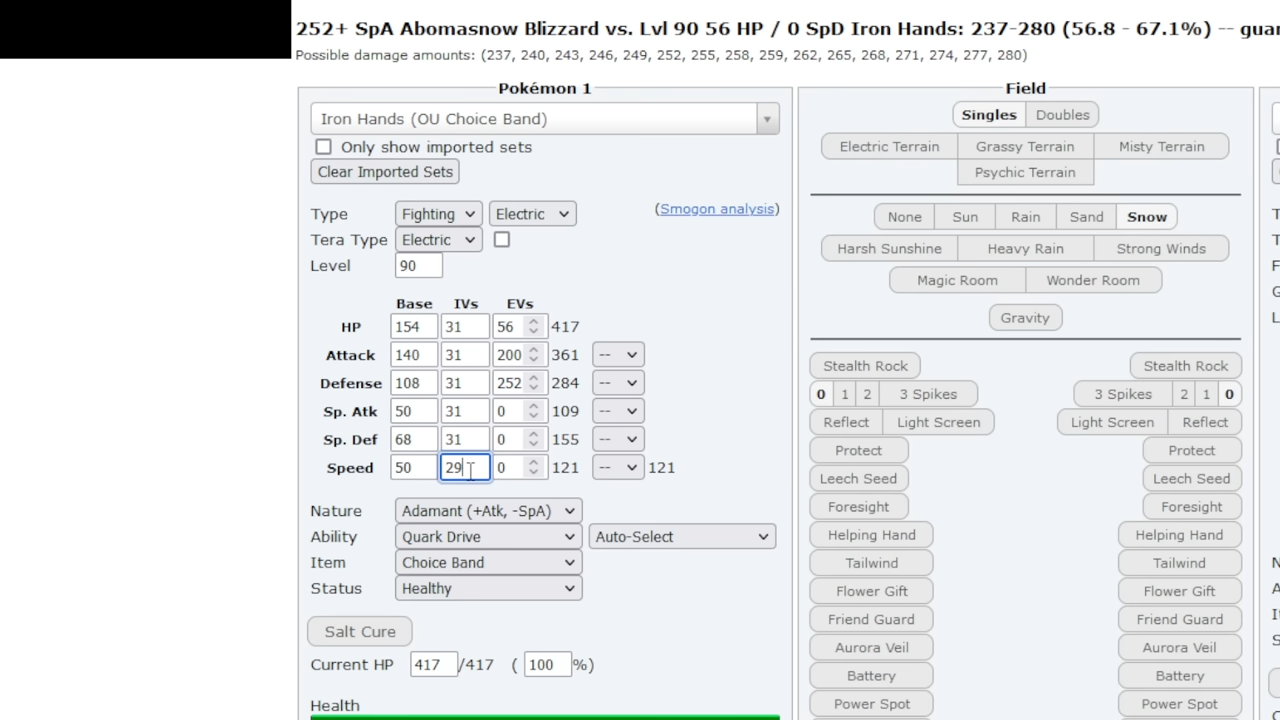 252+ SpA Abomasnow Blizzard vs. Lvl 90 56 HP / 0 SpD Iron Hands: 237-280 (56.8 - 67.1%) -- guar
Possible damage amounts: (237, 240, 243, 246, 249, 252, 255, 258, 259, 262, 265, 268, 271, 274, 277, 280)
Pokémon 1
Iron Hands (OU Choice Band)
Only show imported sets
Clear Imported Sets
Type Fighting Electric (Smogon analysis)
Tera Type Electric
Level 90
Base IVs EVs
HP 154 31 56 417
Attack 140 31 200 361 --
Defense 108 31 252 284 --
Sp. Atk 50 31 0 109 --
Sp. Def 68 31 0 155 --
Speed 50 29 0 121 -- 121
Nature Adamant (+Atk, -SpA)
Ability Quark Drive Auto-Select
Item Choice Band
Status Healthy
Salt Cure
Current HP 417 /417 ( 100 %)
Health
Field
Singles Doubles
Electric Terrain Grassy Terrain Misty Terrain
Psychic Terrain
None Sun Rain Sand Snow
Harsh Sunshine Heavy Rain Strong Winds
Magic Room Wonder Room
Gravity
Stealth Rock Stealth Rock
0 1 2 3 Spikes 3 Spikes 2 1 0
Reflect Light Screen Light Screen Reflect
Protect Protect
Leech Seed Leech Seed
Foresight Foresight
Helping Hand Helping Hand
Tailwind Tailwind
Flower Gift Flower Gift
Friend Guard Friend Guard
Aurora Veil Aurora Veil
Battery Battery
Power Spot Power Spot